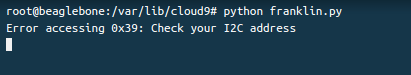 root@beaglebone:/var/lib/cloud9# python franklin.py
Error accessing 0x39: Check your I2C address